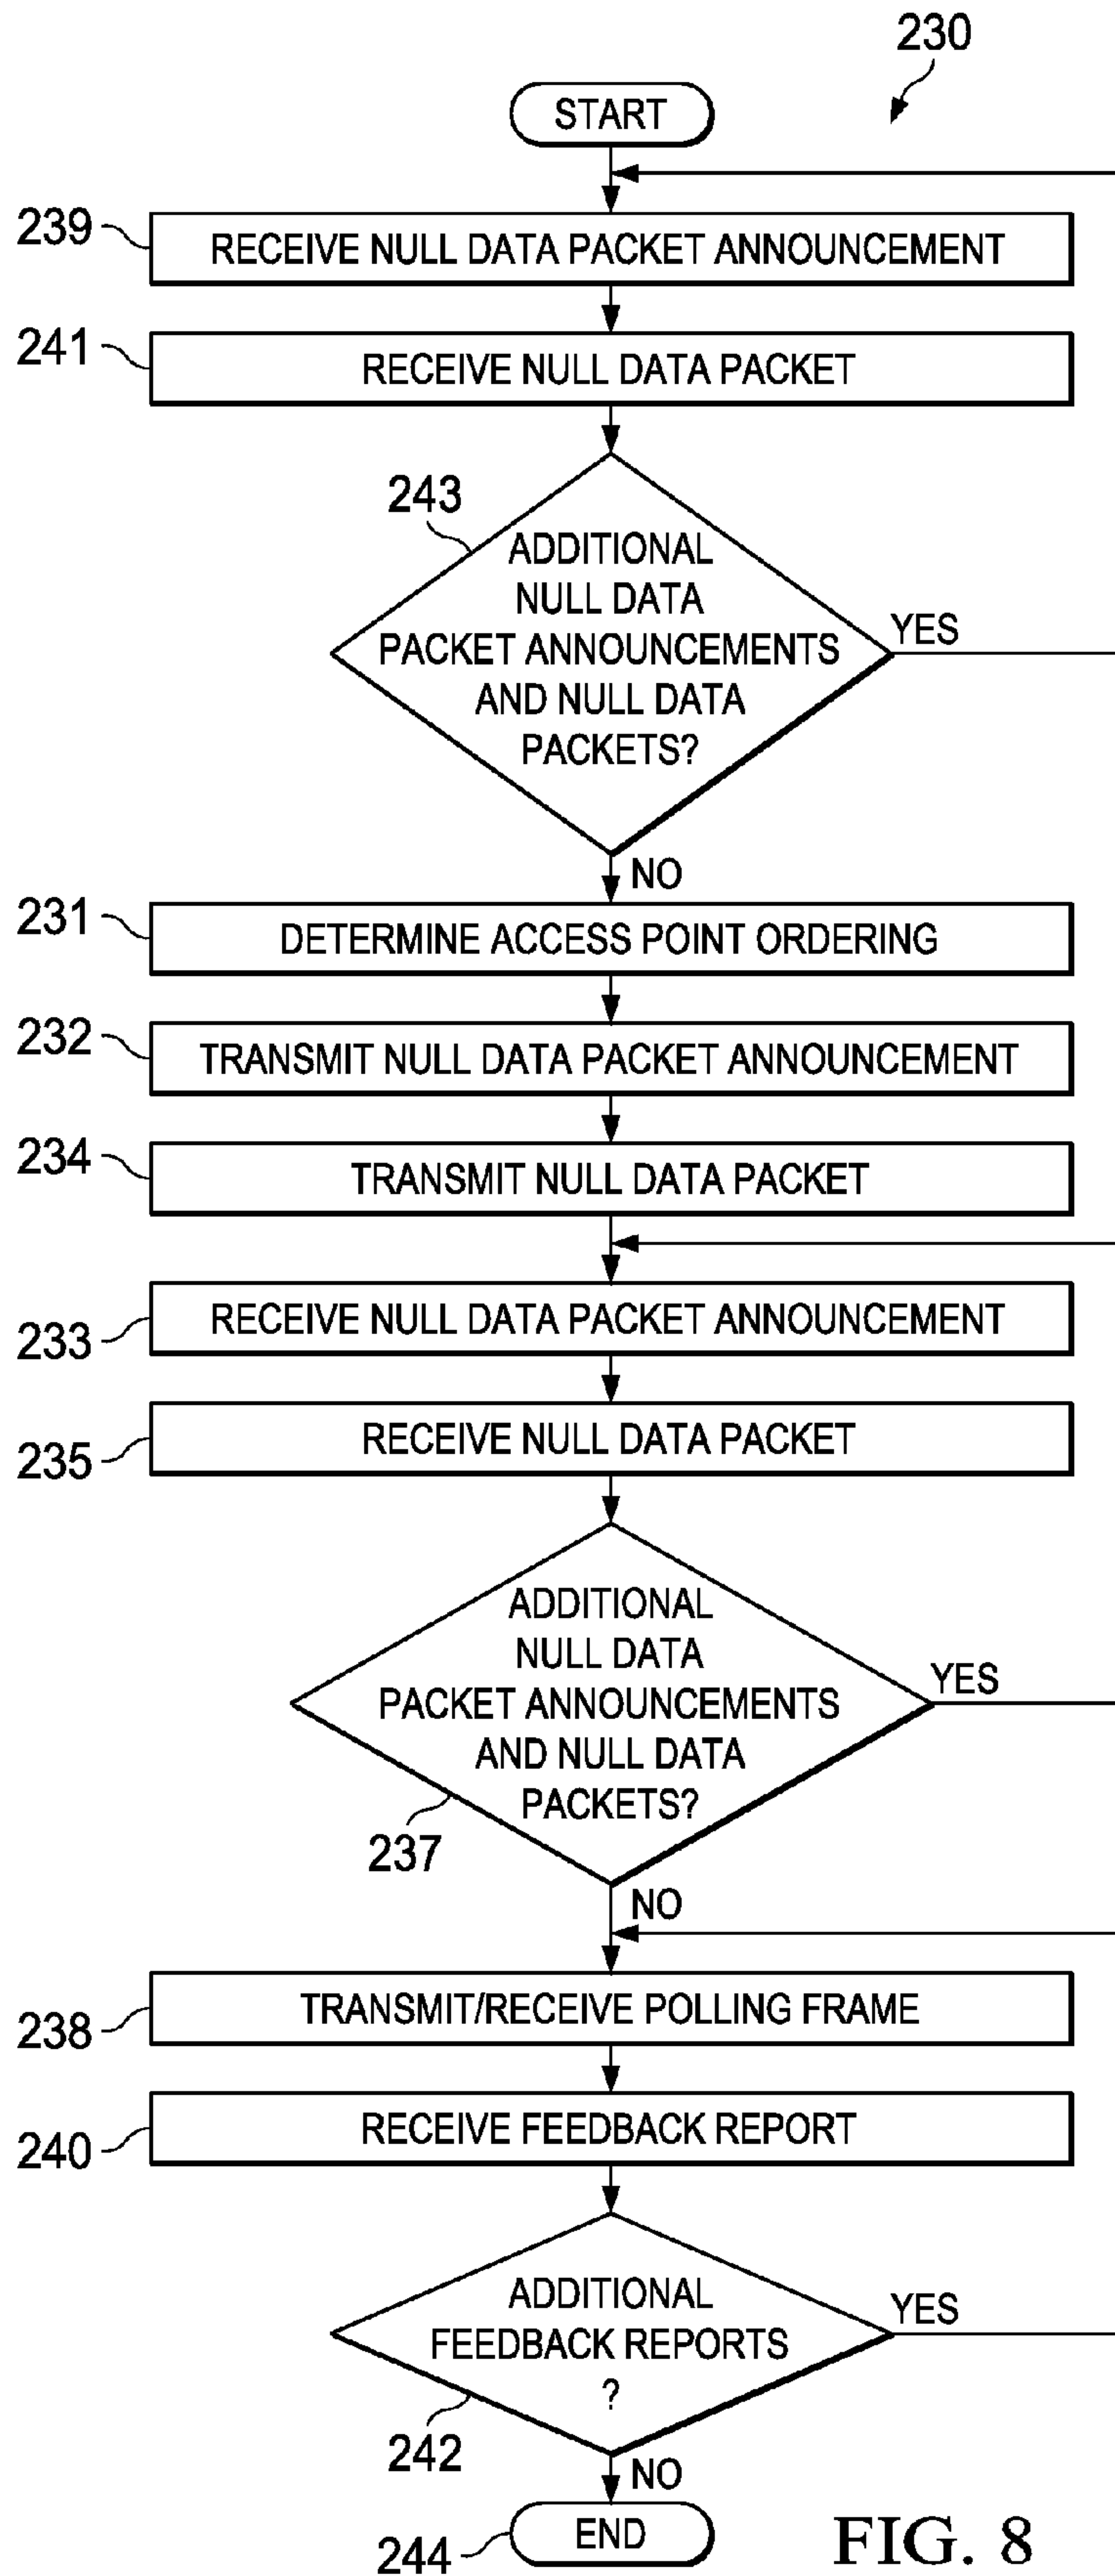 230
START
239
RECEIVE NULL DATA PACKET ANNOUNCEMENT
241
RECEIVE NULL DATA PACKET
243
ADDITIONAL
NULL DATA
PACKET ANNOUNCEMENTS
AND NULL DATA
PACKETS?
YES
NO
231
DETERMINE ACCESS POINT ORDERING
232
TRANSMIT NULL DATA PACKET ANNOUNCEMENT
234
TRANSMIT NULL DATA PACKET
233
RECEIVE NULL DATA PACKET ANNOUNCEMENT
235
RECEIVE NULL DATA PACKET
ADDITIONAL
NULL DATA
PACKET ANNOUNCEMENTS
AND NULL DATA
PACKETS?
YES
237
NO
238
TRANSMIT/RECEIVE POLLING FRAME
240
RECEIVE FEEDBACK REPORT
ADDITIONAL
FEEDBACK REPORTS
?
YES
242
NO
244
END
FIG. 8